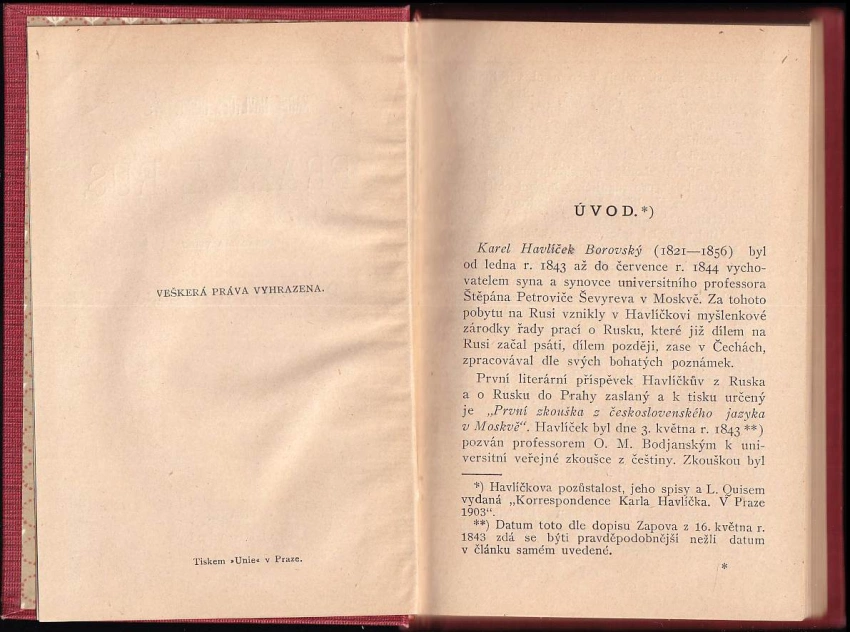 VEŠKERÁ PRÁVA VYHRAZENA.
Tiskem »Unie« v Praze.
ÚVOD.*)
Karel Havlíček Borovský (1821—1856) byl
od ledna r. 1843 až do července r. 1844 vycho-
vatelem syna a synovce universitního professora
Štěpána Petroviče Ševyreva v Moskvě. Za tohoto
pobytu na Rusi vznikly v Havlíčkovi myšlenkové
zárodky řady prací o Rusku, které již dílem na
Rusi začal psáti, dílem později, zase v Čechách,
zpracovával dle svých bohatých poznámek.
První literární příspěvek Havlíčkův z Ruska
a o Rusku do Prahy zaslaný a k tisku určený
je „První zkouška z československého jazyka
v Moskvě“. Havlíček byl dne 3. května r. 1843 **)
pozván professorem O. M. Bodjanským k uni-
versitní veřejné zkoušce z češtiny. Zkouškou byl
*) Havlíčkova pozůstalost, jeho spisy a L. Quisem
vydaná „Korrespondence Karla Havlíčka. V Praze
1903“.
**) Datum toto dle dopisu Zapova z 16. května r.
1843 zdá se býti pravděpodobnější nežli datum
v článku samém uvedené.
*